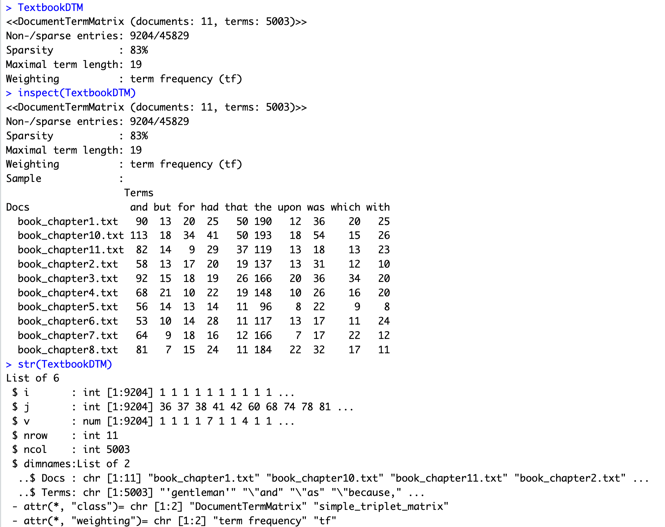 > TextbookDTM
<<DocumentTermMatrix (documents: 11, terms: 5003)>>
Non-/sparse entries: 9204/45829
Sparsity           : 83%
Maximal term length: 19
Weighting          : term frequency (tf)
> inspect(TextbookDTM)
<<DocumentTermMatrix (documents: 11, terms: 5003)>>
Non-/sparse entries: 9204/45829
Sparsity           : 83%
Maximal term length: 19
Weighting          : term frequency (tf)
Sample             :
                    Terms
Docs                 and but for had that the upon was which with
  book_chapter1.txt   90  13  20  25   50 190   12  36    20   25
  book_chapter10.txt 113  18  34  41   50 193   18  54    15   26
  book_chapter11.txt  82  14   9  29   37 119   13  18    13   23
  book_chapter2.txt   58  13  17  20   19 137   13  31    12   10
  book_chapter3.txt   92  15  18  19   26 166   20  36    34   20
  book_chapter4.txt   68  21  10  22   19 148   10  26    16   20
  book_chapter5.txt   56  14  13  14   11  96    8  22     9    8
  book_chapter6.txt   53  10  14  28   11 117   13  17    11   24
  book_chapter7.txt   64   9  18  16   12 166    7  17    22   12
  book_chapter8.txt   81   7  15  24   11 184   22  32    17   11
> str(TextbookDTM)
List of 6
 $ i       : int [1:9204] 1 1 1 1 1 1 1 1 1 1 ...
 $ j       : int [1:9204] 36 37 38 41 42 60 68 74 78 81 ...
 $ v       : num [1:9204] 1 1 1 1 7 1 1 4 1 1 ...
 $ nrow    : int 11
 $ ncol    : int 5003
 $ dimnames:List of 2
  ..$ Docs : chr [1:11] "book_chapter1.txt" "book_chapter10.txt" "book_chapter11.txt" "book_chapter2.txt" ...
  ..$ Terms: chr [1:5003] "'gentleman'" "\"and" "\"as" "\"because," ...
 - attr(*, "class")= chr [1:2] "DocumentTermMatrix" "simple_triplet_matrix"
 - attr(*, "weighting")= chr [1:2] "term frequency" "tf"